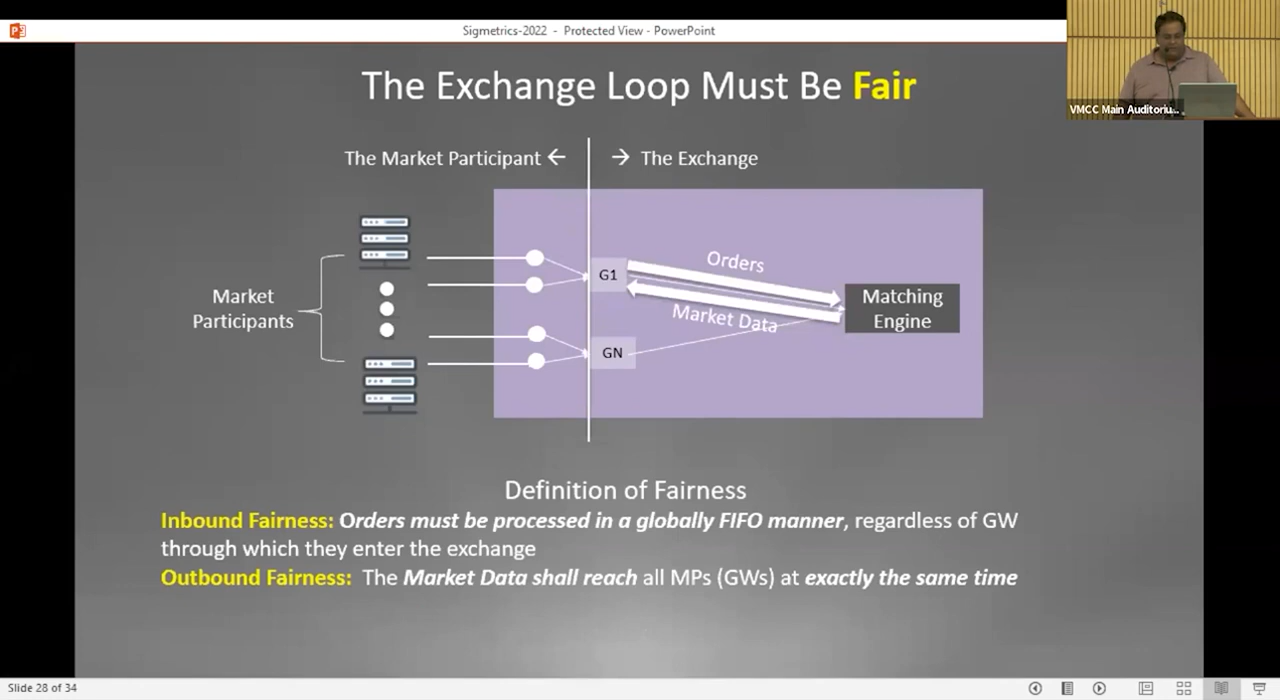 Sigmetrics-2022 - Protected View - PowerPoint
VMCC Main Auditoriu...
The Exchange Loop Must Be Fair
The Market Participant ← → The Exchange
Market
Participants
G1
GN
Orders
Market Data
Matching
Engine
Definition of Fairness
Inbound Fairness: Orders must be processed in a globally FIFO manner, regardless of GW
through which they enter the exchange
Outbound Fairness: The Market Data shall reach all MPs (GWs) at exactly the same time
Slide 28 of 34